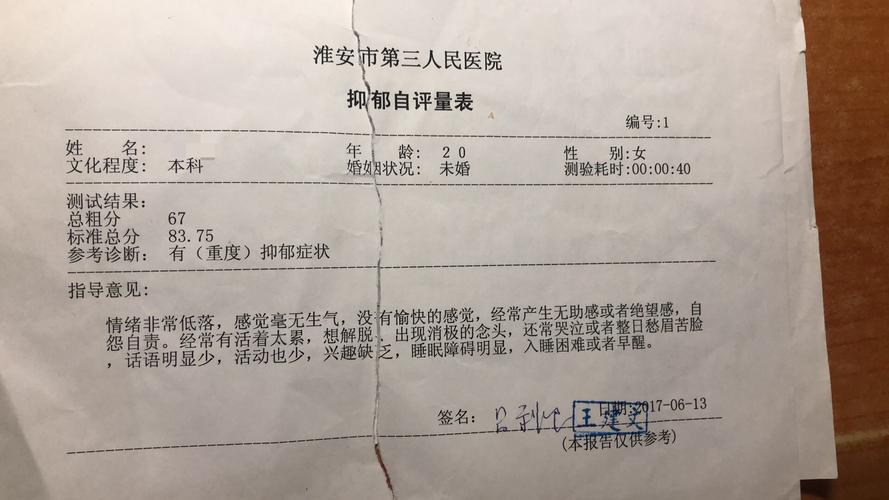 淮安市第三人民医院
抑郁自评量表
编号:1
姓 名: 年 龄: 20 性 别:女
文化程度: 本科 婚姻状况: 未婚 测验耗时:00:00:40
测试结果:
总粗分 67
标准总分 83.75
参考诊断: 有（重度）抑郁症状
指导意见:
情绪非常低落，感觉毫无生气，没有愉快的感觉，经常产生无助感或者绝望感，自
怨自责。经常有活着太累，想解脱、出现消极的念头，还常哭泣或者整日愁眉苦脸
，话语明显少，活动也少，兴趣缺乏，睡眠障碍明显，入睡困难或者早醒。
签名: 王建文 日期:2017-06-13
(本报告仅供参考)